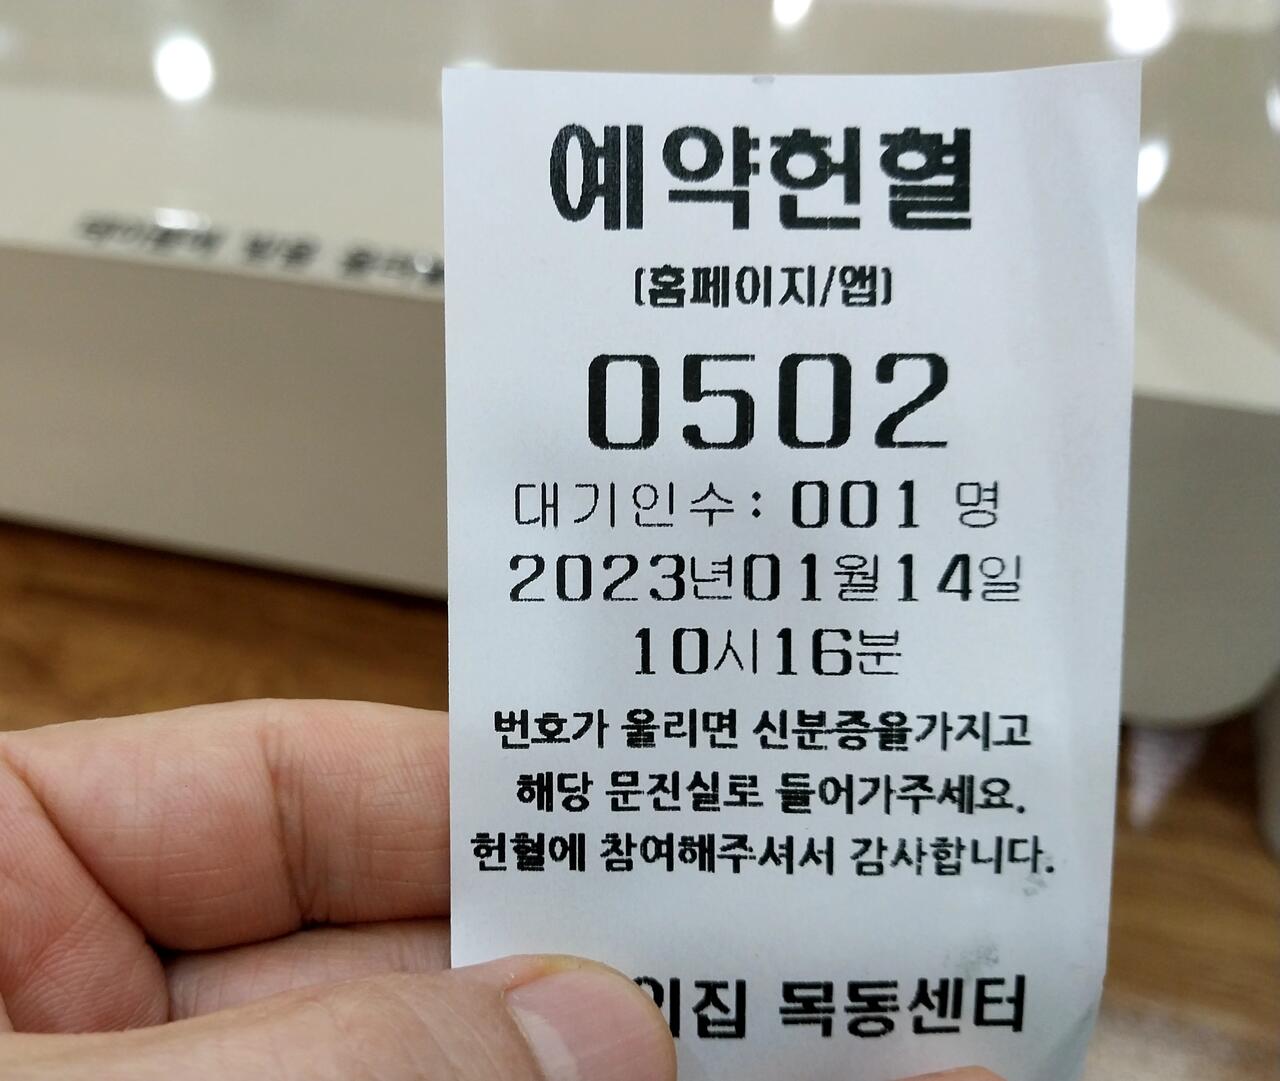 예약헌혈
(홈페이지/앱)
0502
대기인수: 001 명
2023년01월14일
10시16분
번호가 울리면 신분증을가지고
해당 문진실로 들어가주세요.
헌혈에 참여해주셔서 감사합니다.
목동센터